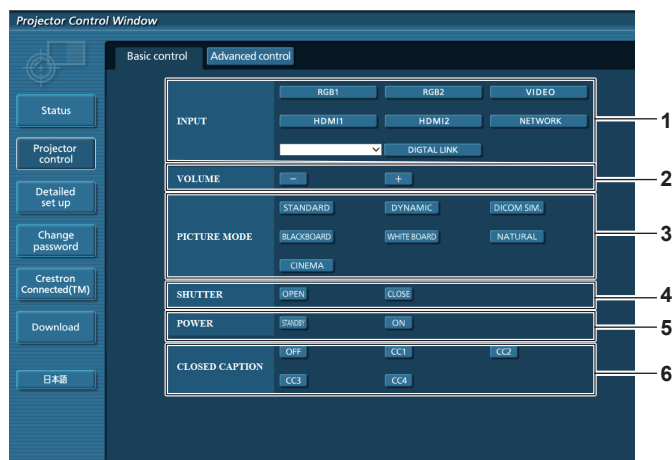 Projector Control Window
Basic control Advanced control
Status
Projector
control
Detailed
set up
Change
password
Crestron
Connected(TM)
Download
日本語
INPUT
RGB1 RGB2 VIDEO
HDMI1 HDMI2 NETWORK
DIGTAL LINK
1
VOLUME - +
2
PICTURE MODE
STANDARD DYNAMIC DICOM SIM.
BLACKBOARD WHITE BOARD NATURAL
CINEMA
3
SHUTTER OPEN CLOSE
4
POWER STANDBY ON
5
CLOSED CAPTION
OFF CC1 CC2
CC3 CC4
6